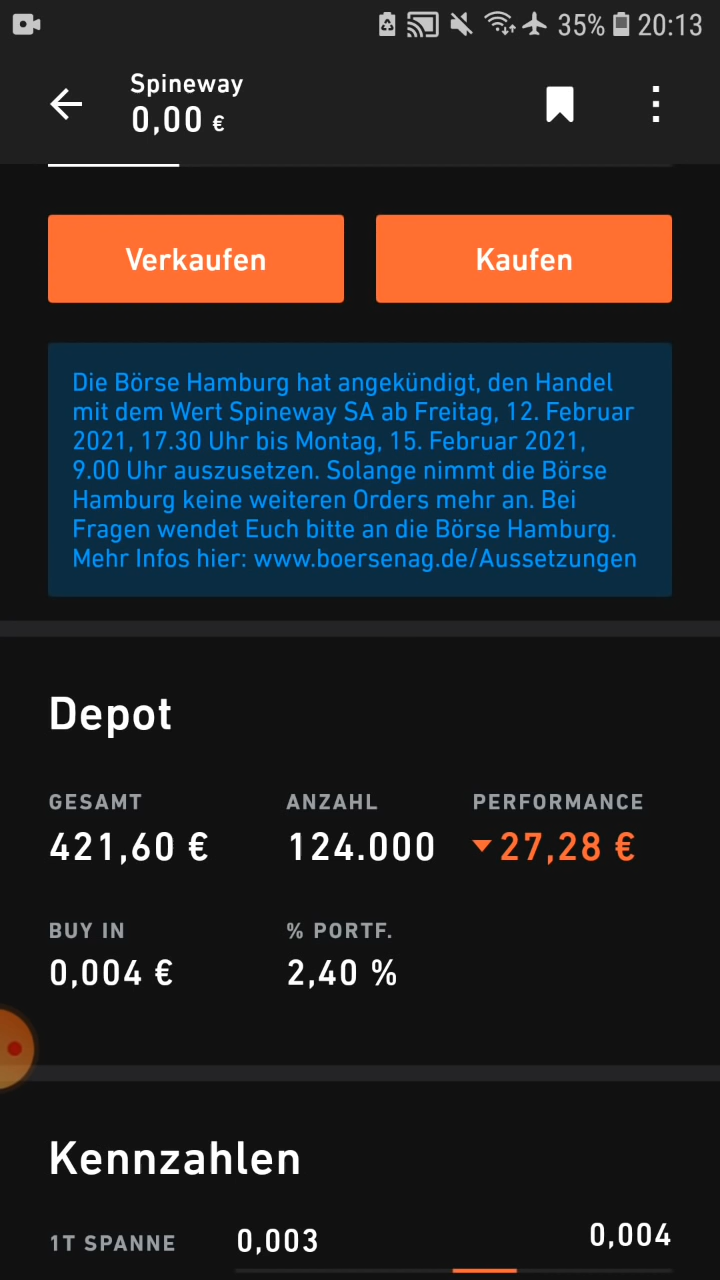 35% 20:13
Spineway
0,00 €
Verkaufen Kaufen
Die Börse Hamburg hat angekündigt, den Handel
mit dem Wert Spineway SA ab Freitag, 12. Februar
2021, 17.30 Uhr bis Montag, 15. Februar 2021,
9.00 Uhr auszusetzen. Solange nimmt die Börse
Hamburg keine weiteren Orders mehr an. Bei
Fragen wendet Euch bitte an die Börse Hamburg.
Mehr Infos hier: www.boersenag.de/Aussetzungen
Depot
GESAMT ANZAHL PERFORMANCE
421,60 € 124.000 27,28 €
BUY IN % PORTF.
0,004 € 2,40 %
Kennzahlen
1T SPANNE 0,003 0,004